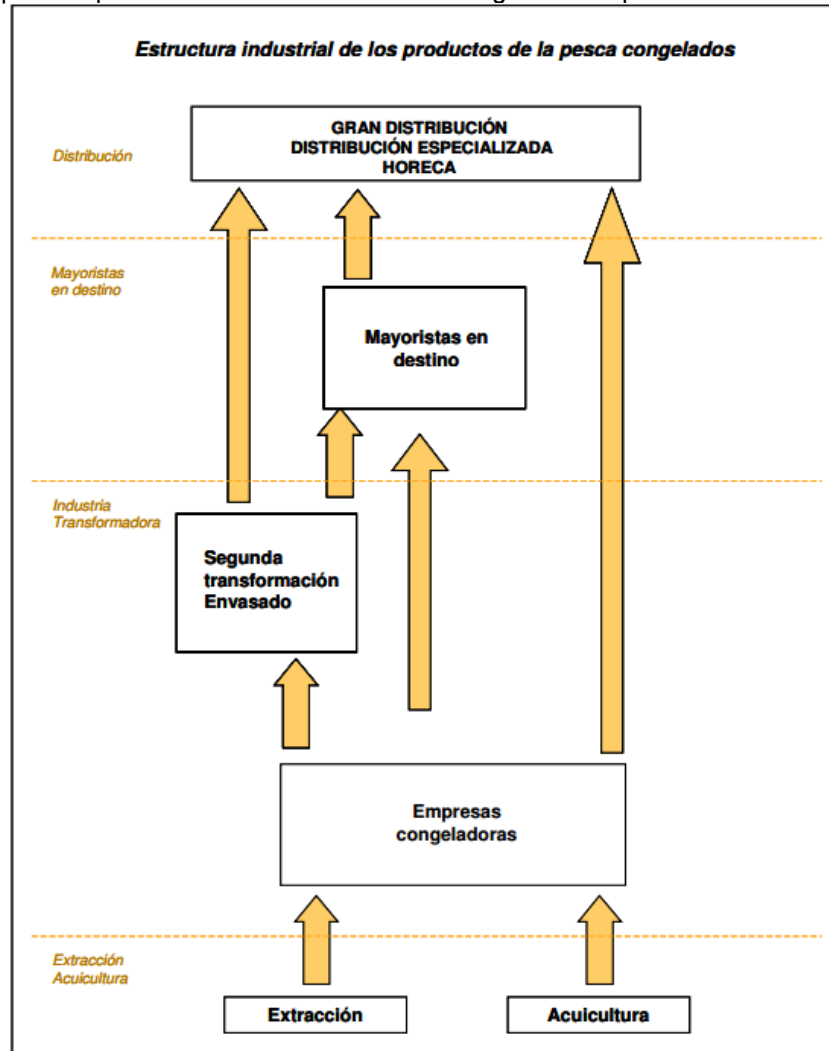 Estructura industrial de los productos de la pesca congelados
GRAN DISTRIBUCIÓN
DISTRIBUCIÓN ESPECIALIZADA
HORECA
Distribución
Mayoristas
en destino
Mayoristas en
destino
Industria
Transformadora
Segunda
transformación
Envasado
Empresas
congeladoras
Extracción
Acuicultura
Extracción
Acuicultura